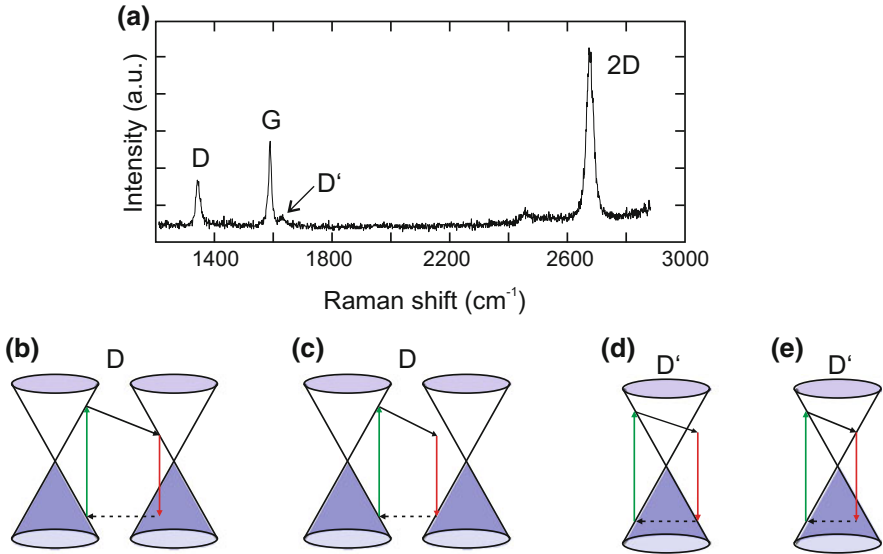 (a)
Intensity (a.u.)
D
G
D‘
2D
1400 1800 2200 2600 3000
Raman shift (cm⁻¹)
(b)
D
(c)
D
(d)
D‘
(e)
D‘